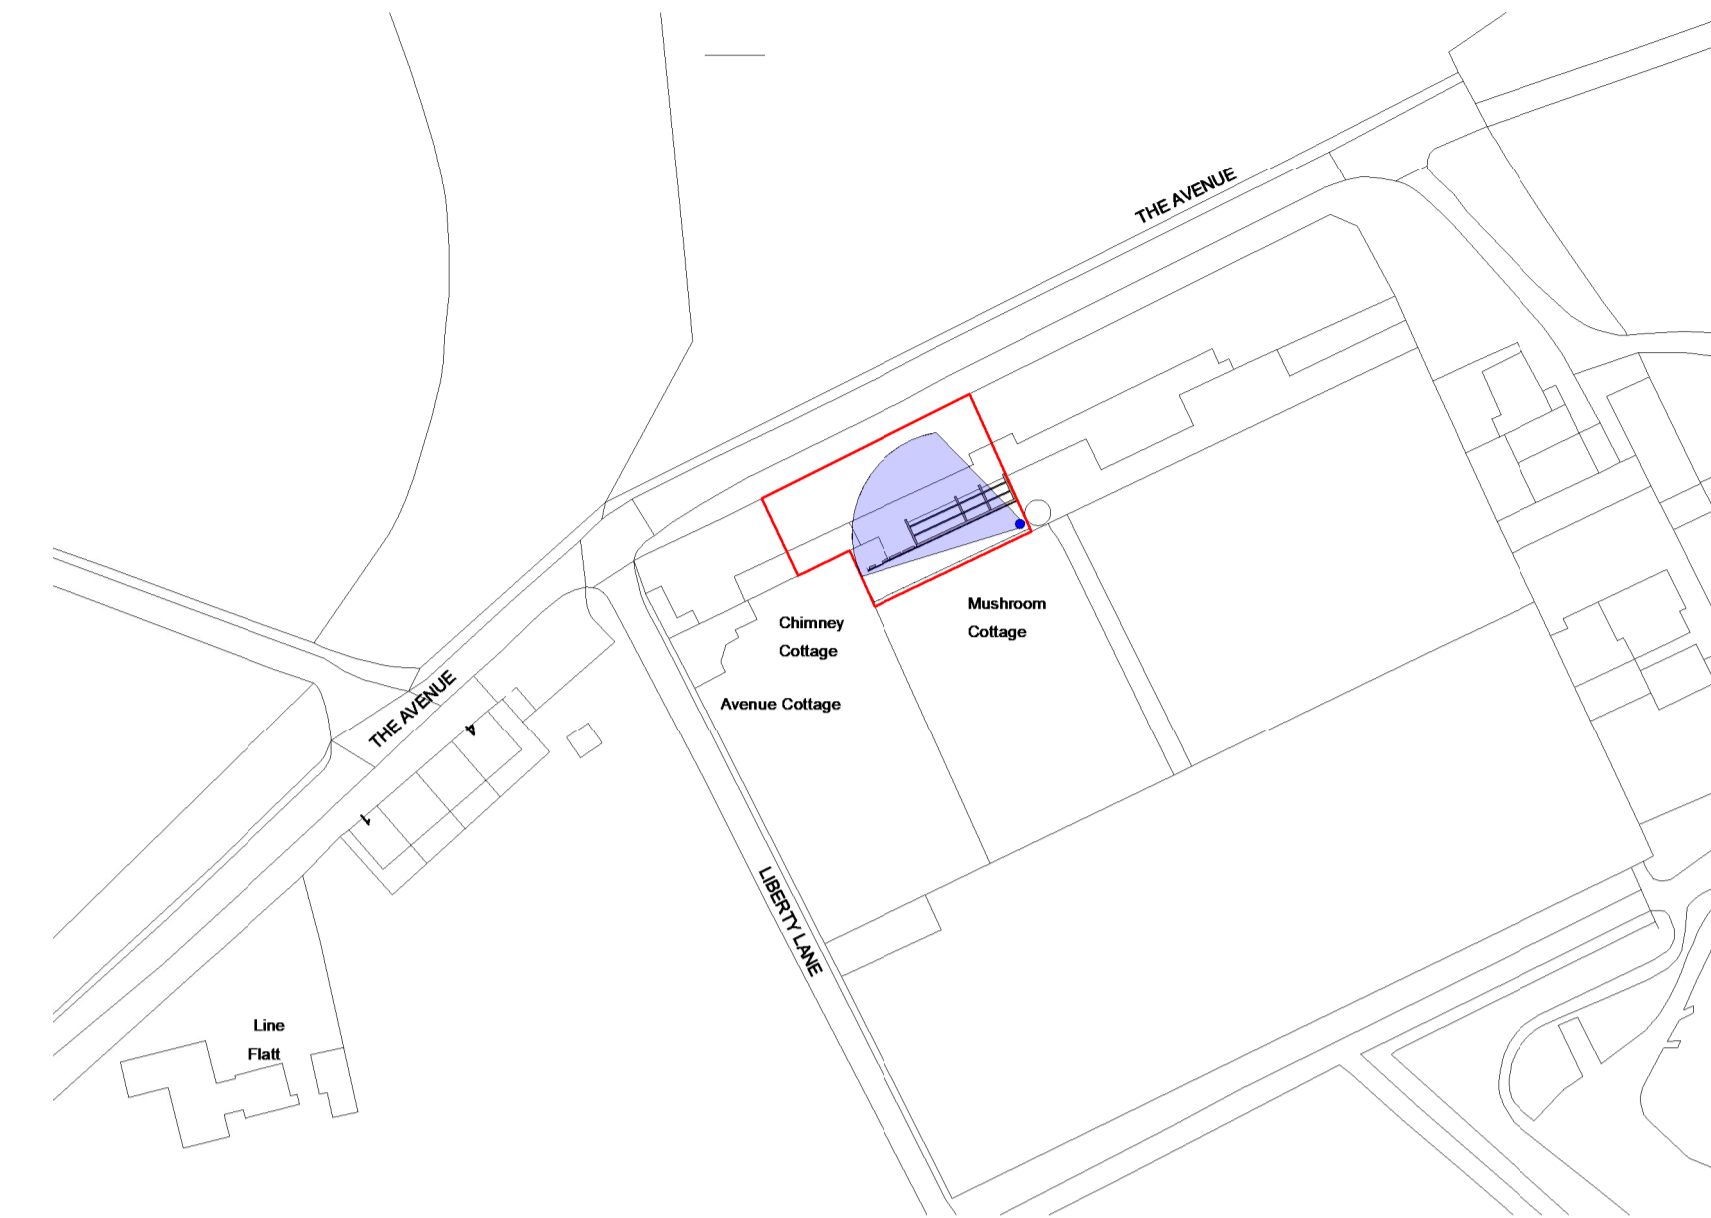 THE AVENUE
Mushroom
Cottage
Chimney
Cottage
Avenue Cottage
THE AVENUE
4
1
LIBERTY LANE
Line
Flatt